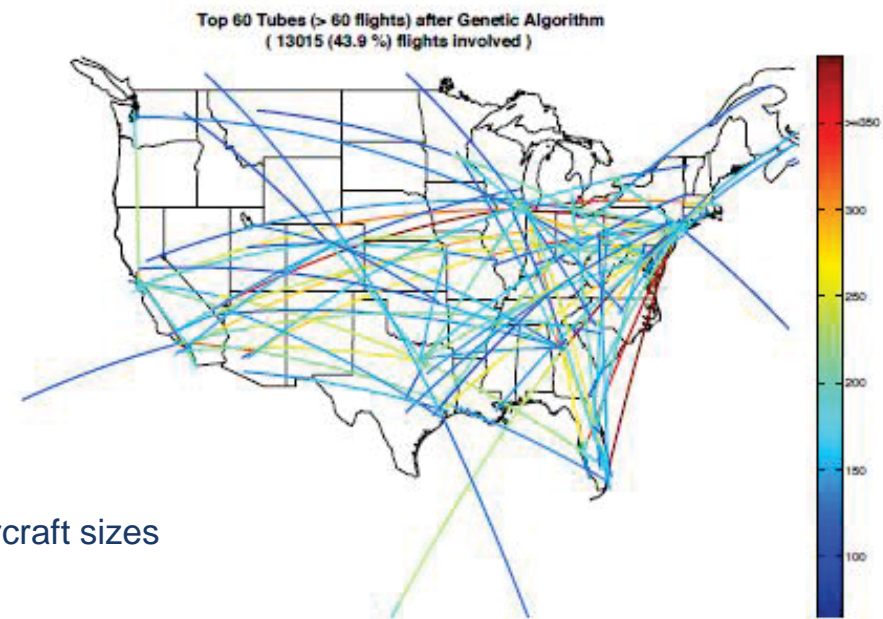 Top 60 Tubes (> 60 flights) after Genetic Algorithm
( 13015 (43.9 %) flights involved )
>=350
300
250
200
150
100
craft sizes